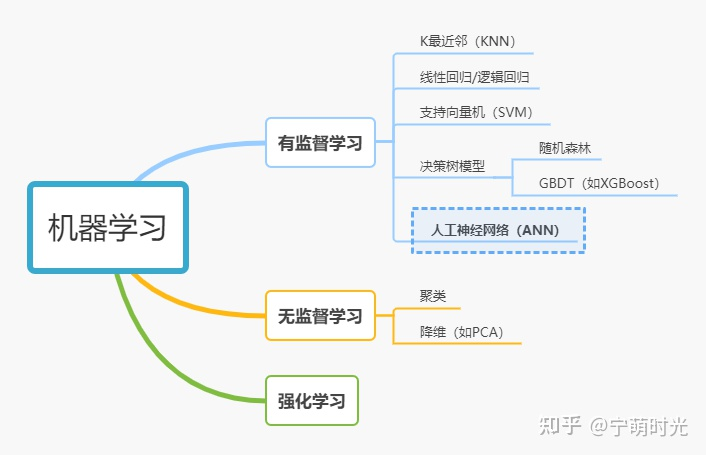 机器学习
有监督学习
K最近邻（KNN）
线性回归/逻辑回归
支持向量机（SVM）
决策树模型
随机森林
GBDT（如XGBoost）
人工神经网络（ANN）
无监督学习
聚类
降维（如PCA）
强化学习
知乎 @宁萌时光